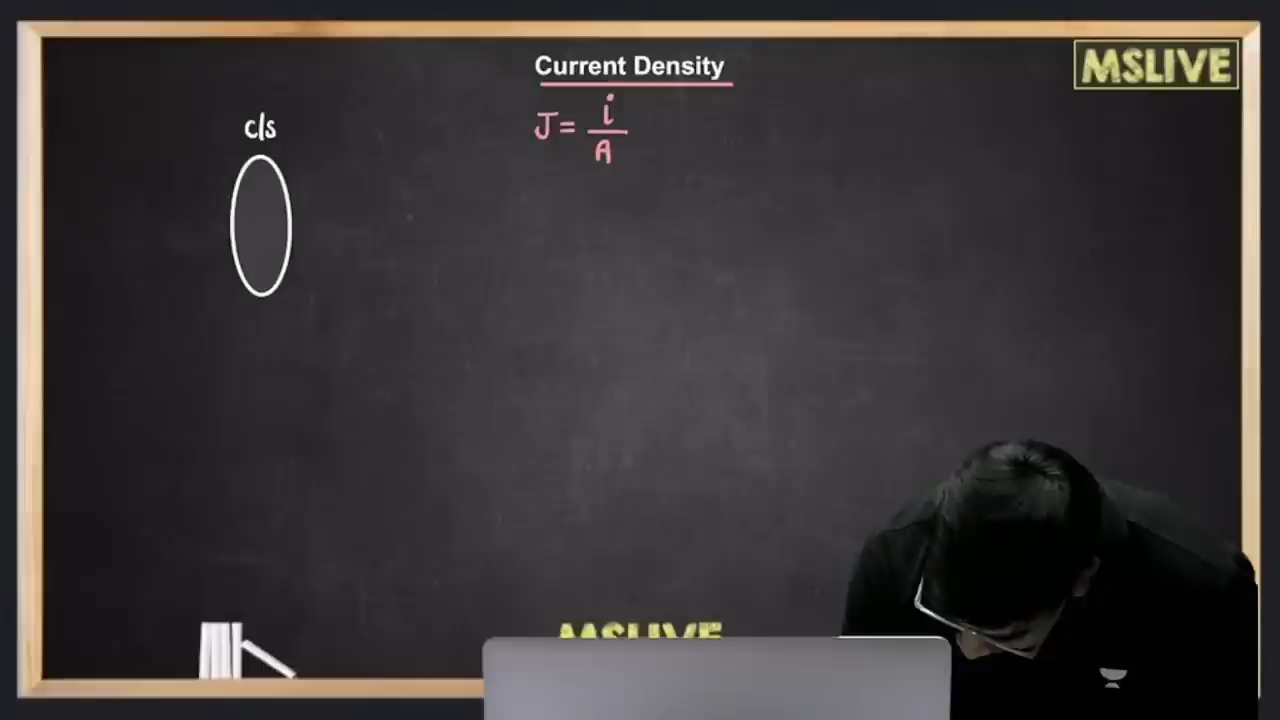 Current Density
MSLIVE
J = i/A
c/s
MSLIVE